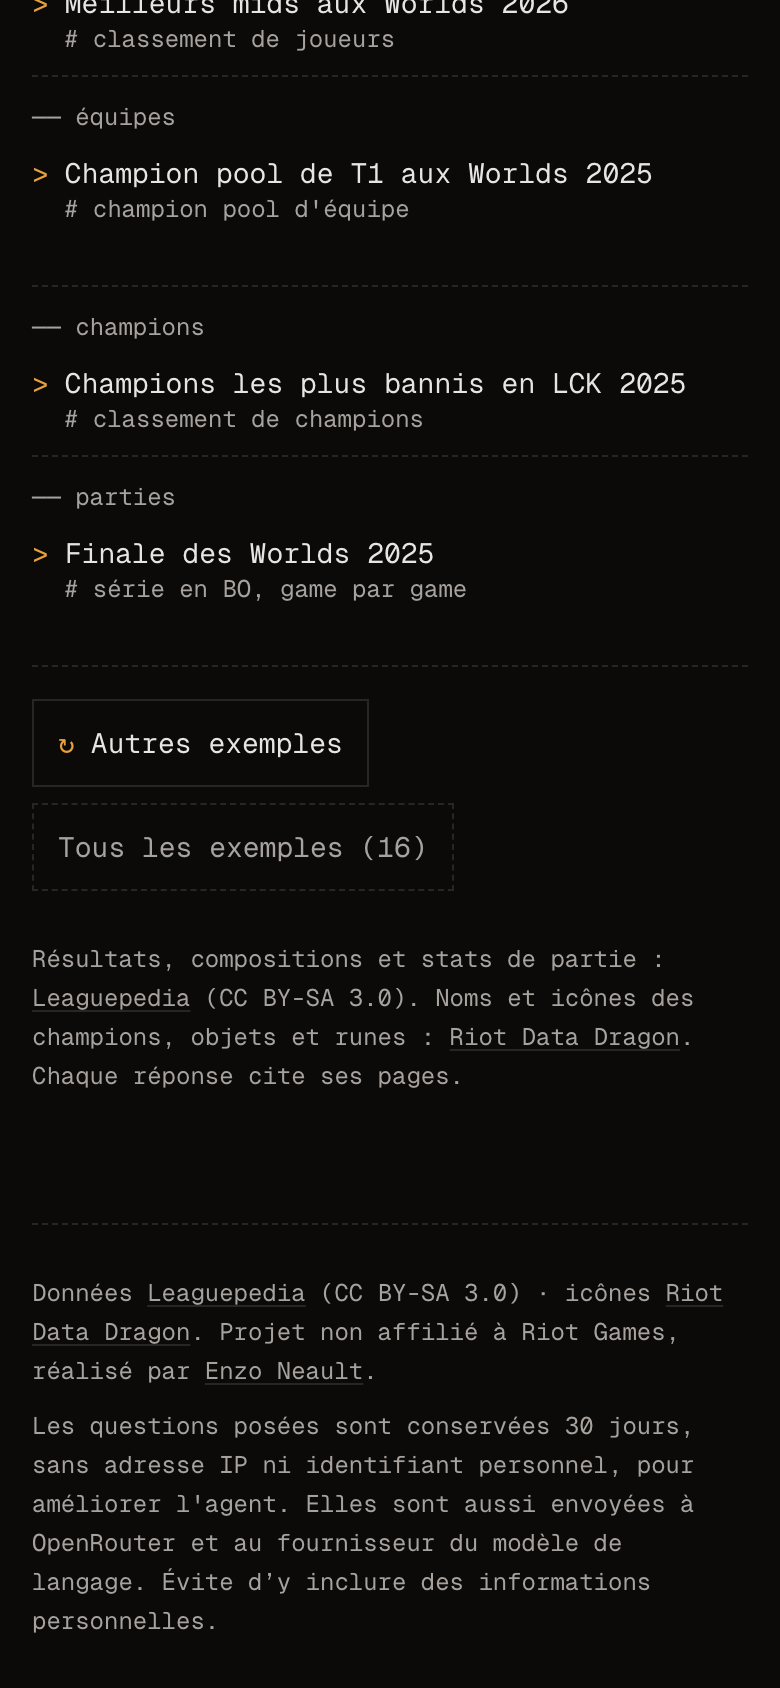 > Meilleurs mids aux Worlds 2026
# classement de joueurs
── équipes
> Champion pool de T1 aux Worlds 2025
# champion pool d'équipe
── champions
> Champions les plus bannis en LCK 2025
# classement de champions
── parties
> Finale des Worlds 2025
# série en BO, game par game
↻ Autres exemples
Tous les exemples (16)
Résultats, compositions et stats de partie :
Leaguepedia (CC BY-SA 3.0). Noms et icônes des
champions, objets et runes : Riot Data Dragon.
Chaque réponse cite ses pages.
Données Leaguepedia (CC BY-SA 3.0) · icônes Riot
Data Dragon. Projet non affilié à Riot Games,
réalisé par Enzo Neault.
Les questions posées sont conservées 30 jours,
sans adresse IP ni identifiant personnel, pour
améliorer l'agent. Elles sont aussi envoyées à
OpenRouter et au fournisseur du modèle de
langage. Évite d’y inclure des informations
personnelles.